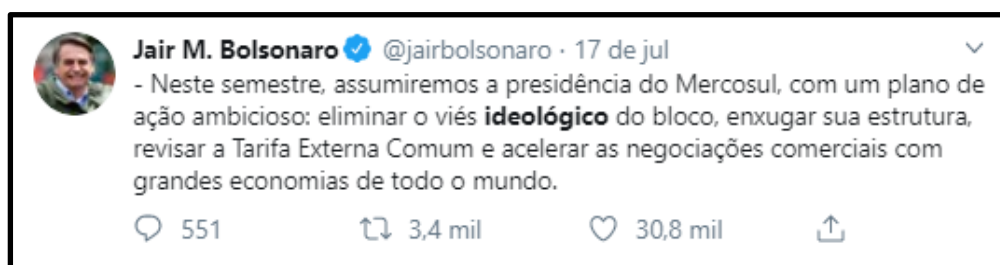 Jair M. Bolsonaro @jairbolsonaro · 17 de jul
- Neste semestre, assumiremos a presidência do Mercosul, com um plano de
ação ambicioso: eliminar o viés ideológico do bloco, enxugar sua estrutura,
revisar a Tarifa Externa Comum e acelerar as negociações comerciais com
grandes economias de todo o mundo.
551 3,4 mil 30,8 mil